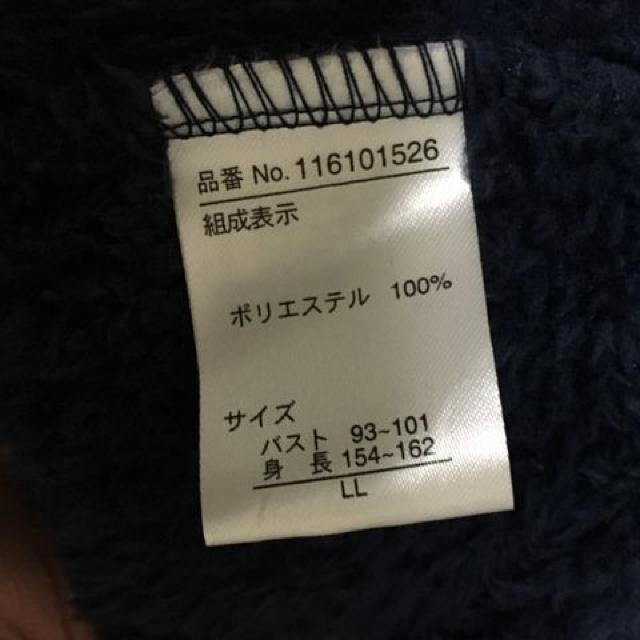 品番 No.116101526
組成表示
ポリエステル 100%
サイズ
バスト 93~101
身 長 154~162
LL